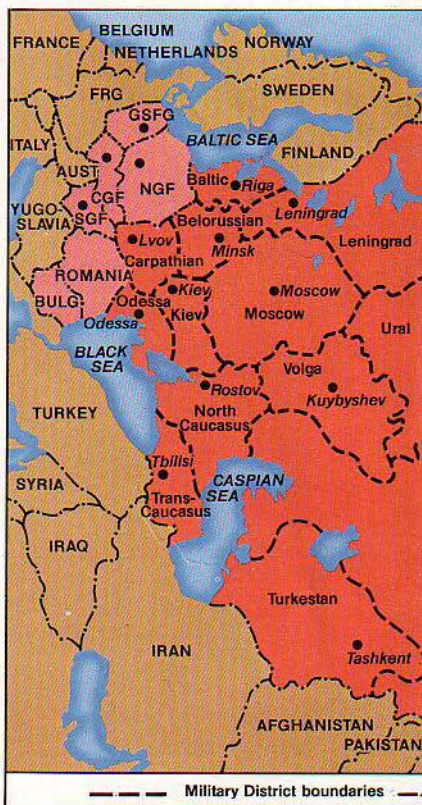 BELGIUM
FRANCE
NETHERLANDS
NORWAY
FRG
SWEDEN
GSFG
BALTIC SEA
FINLAND
ITALY
AUST
NGF
Baltic
Riga
CGF
Leningrad
YUGO-
SLAVIA
SGF
Belorussian
Lvov
Minsk
Leningrad
Carpathian
ROMANIA
Kiev
Moscow
BULG
Odessa
Kiev
Moscow
Odessa
Ural
BLACK
SEA
Volga
Rostov
Kuybyshev
TURKEY
North
Caucasus
Tbilisi
CASPIAN
SEA
SYRIA
Trans-
Caucasus
IRAQ
Turkestan
IRAN
Tashkent
AFGHANISTAN
PAKISTAN
Military District boundaries